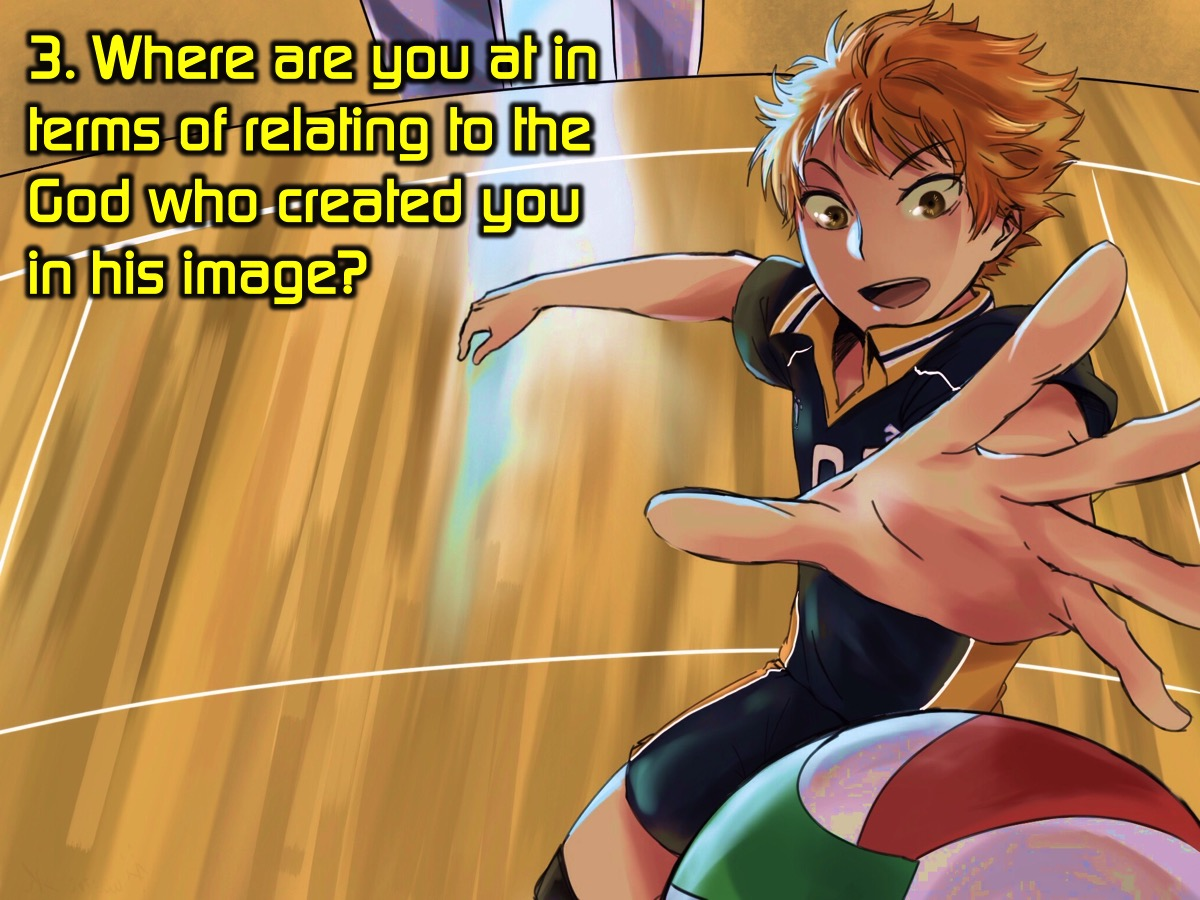 3. Where are you at in
terms of relating to the
God who created you
in his image?